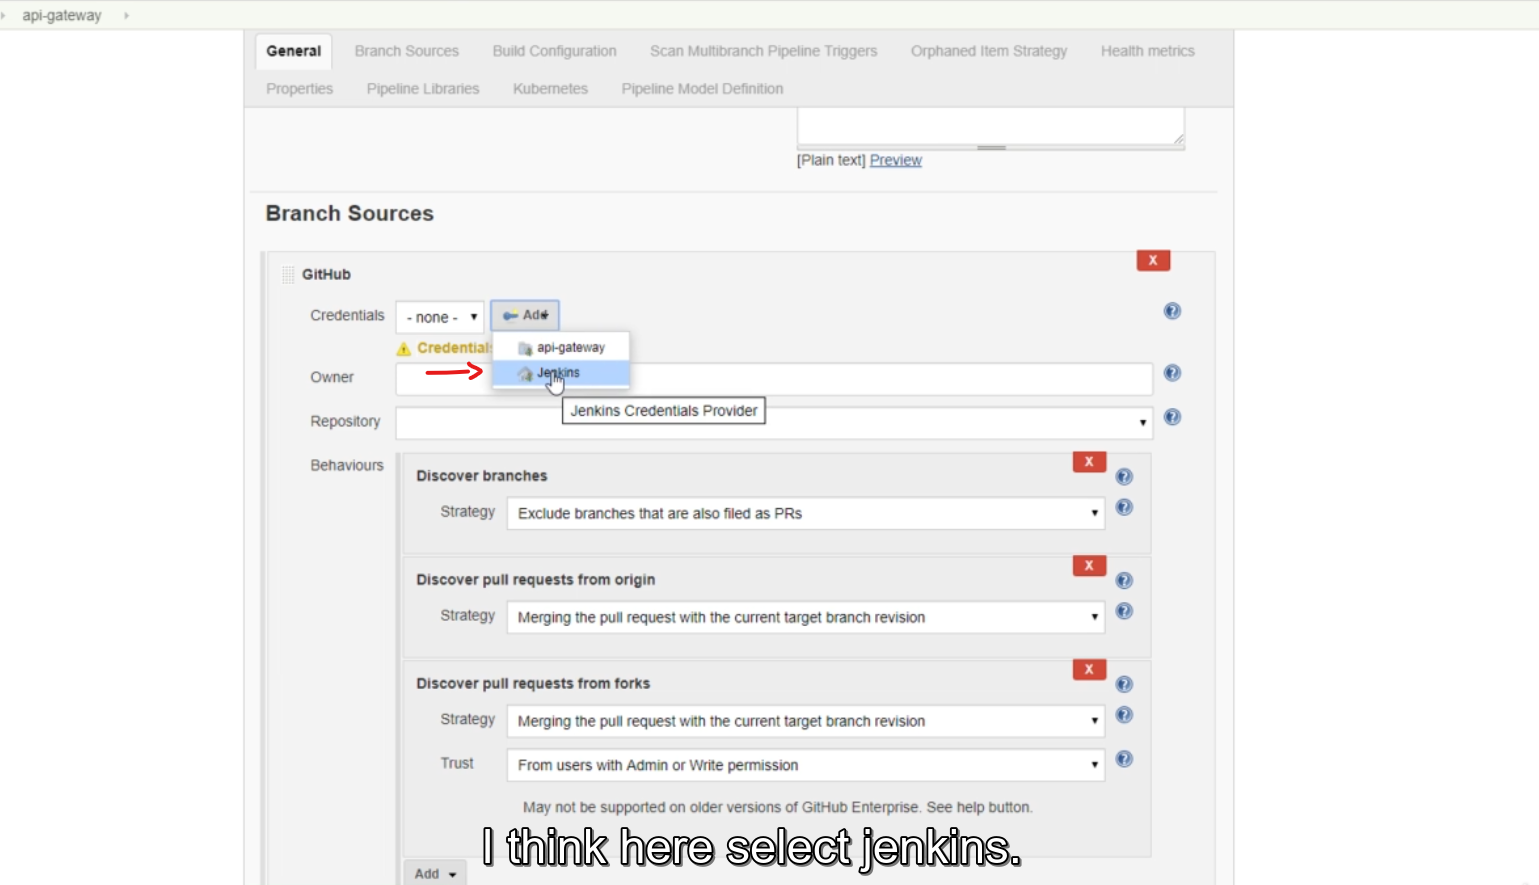 api-gateway
General Branch Sources Build Configuration Scan Multibranch Pipeline Triggers Orphaned Item Strategy Health metrics
Properties Pipeline Libraries Kubernetes Pipeline Model Definition
[Plain text] Preview
Branch Sources
X
GitHub
Credentials - none - Add
Credential
api-gateway
Jenkins
Owner
Jenkins Credentials Provider
Repository
Behaviours
X
Discover branches
Strategy Exclude branches that are also filed as PRs
X
Discover pull requests from origin
Strategy Merging the pull request with the current target branch revision
X
Discover pull requests from forks
Strategy Merging the pull request with the current target branch revision
Trust From users with Admin or Write permission
May not be supported on older versions of GitHub Enterprise. See help button.
I think here select jenkins.
Add